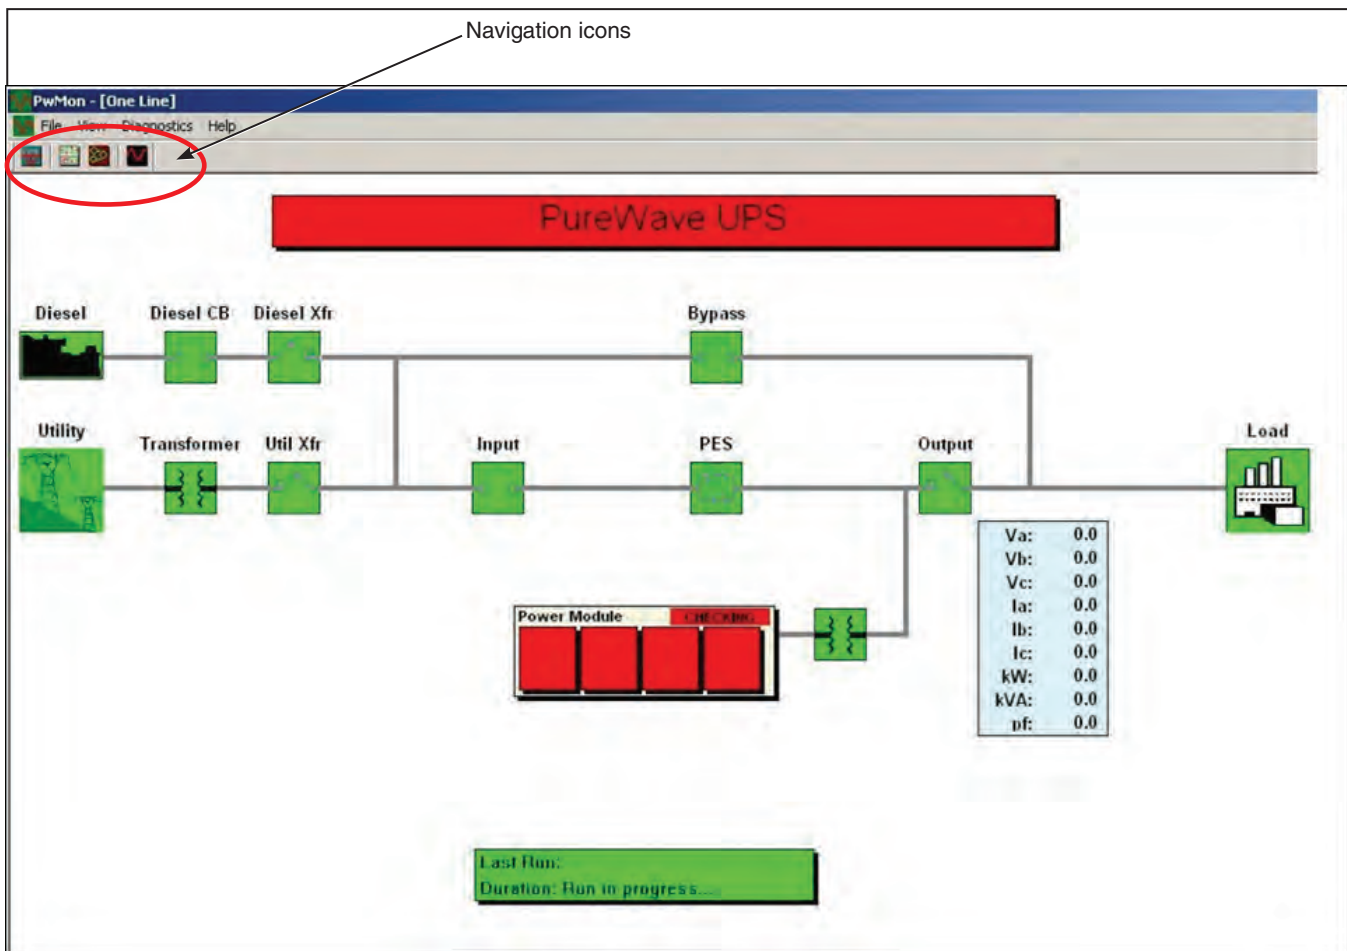 Navigation icons
PwMon - [One Line]
File View Diagnostics Help
PureWave UPS
Diesel Diesel CB Diesel Xfr Bypass
Utility Transformer Util Xfr Input PES Output Load
Va: 0.0
Vb: 0.0
Vc: 0.0
Ia: 0.0
Ib: 0.0
Ic: 0.0
kW: 0.0
kVA: 0.0
pf: 0.0
Power Module CHECKING
Last Run:
Duration: Run in progress....